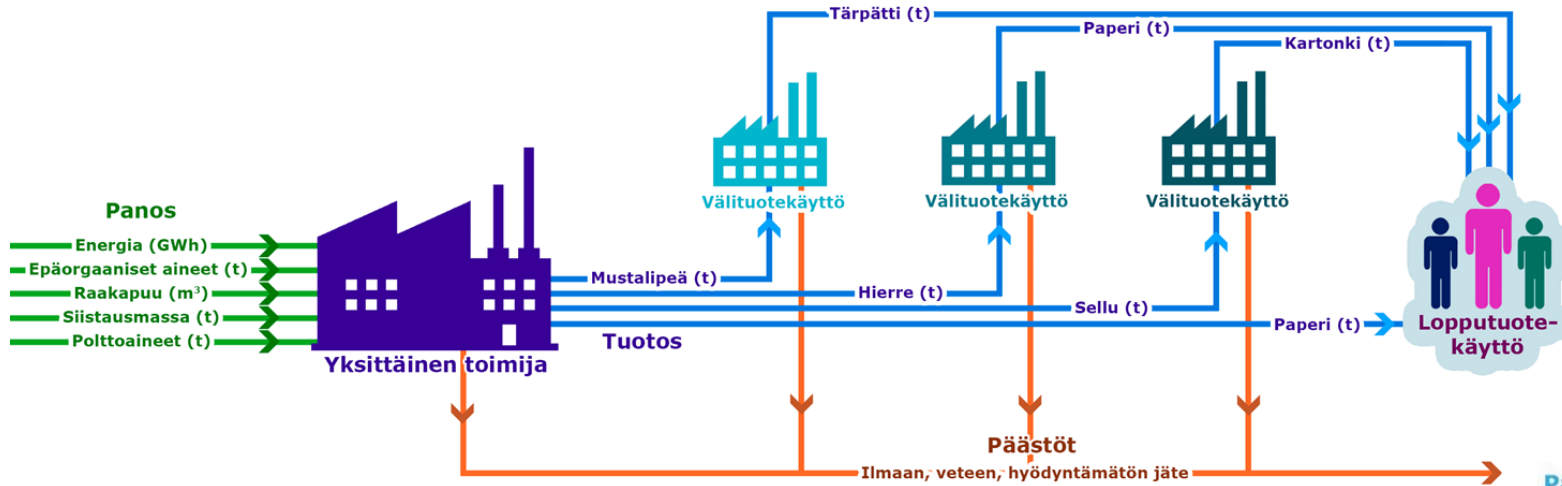 Tärpätti (t)
Paperi (t)
Kartonki (t)
Välituotekäyttö
Välituotekäyttö
Välituotekäyttö
Panos
Energia (GWh)
Epäorgaaniset aineet (t)
Raakapuu (m³)
Siistausmassa (t)
Polttoaineet (t)
Yksittäinen toimija
Mustalipeä (t)
Hierre (t)
Sellu (t)
Paperi (t)
Tuotos
Lopputuote-
käyttö
Päästöt
Ilmaan, veteen, hyödyntämätön jäte